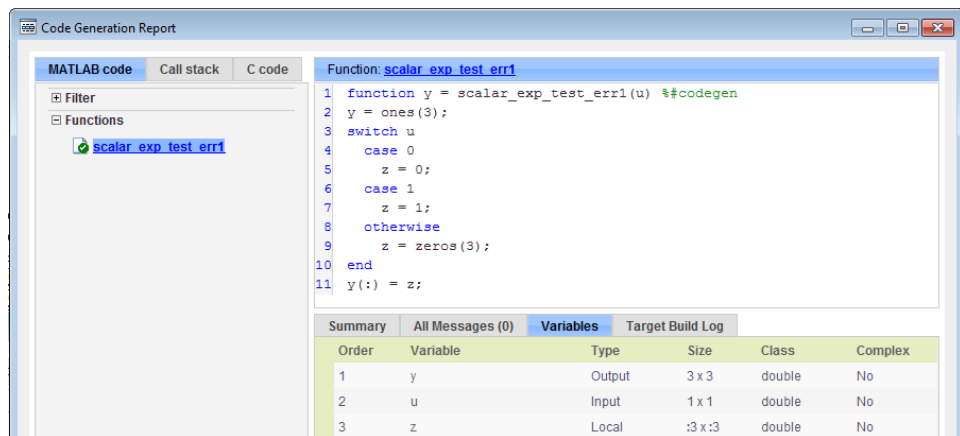 Code Generation Report
MATLAB code Call stack C code
Filter
Functions
scalar_exp_test_err1
Function: scalar_exp_test_err1
1 function y = scalar_exp_test_err1(u) %#codegen
2 y = ones(3);
3 switch u
4 case 0
5 z = 0;
6 case 1
7 z = 1;
8 otherwise
9 z = zeros(3);
10 end
11 y(:) = z;
Summary All Messages (0) Variables Target Build Log
Order Variable Type Size Class Complex
1 y Output 3 x 3 double No
2 u Input 1 x 1 double No
3 z Local :3 x :3 double No